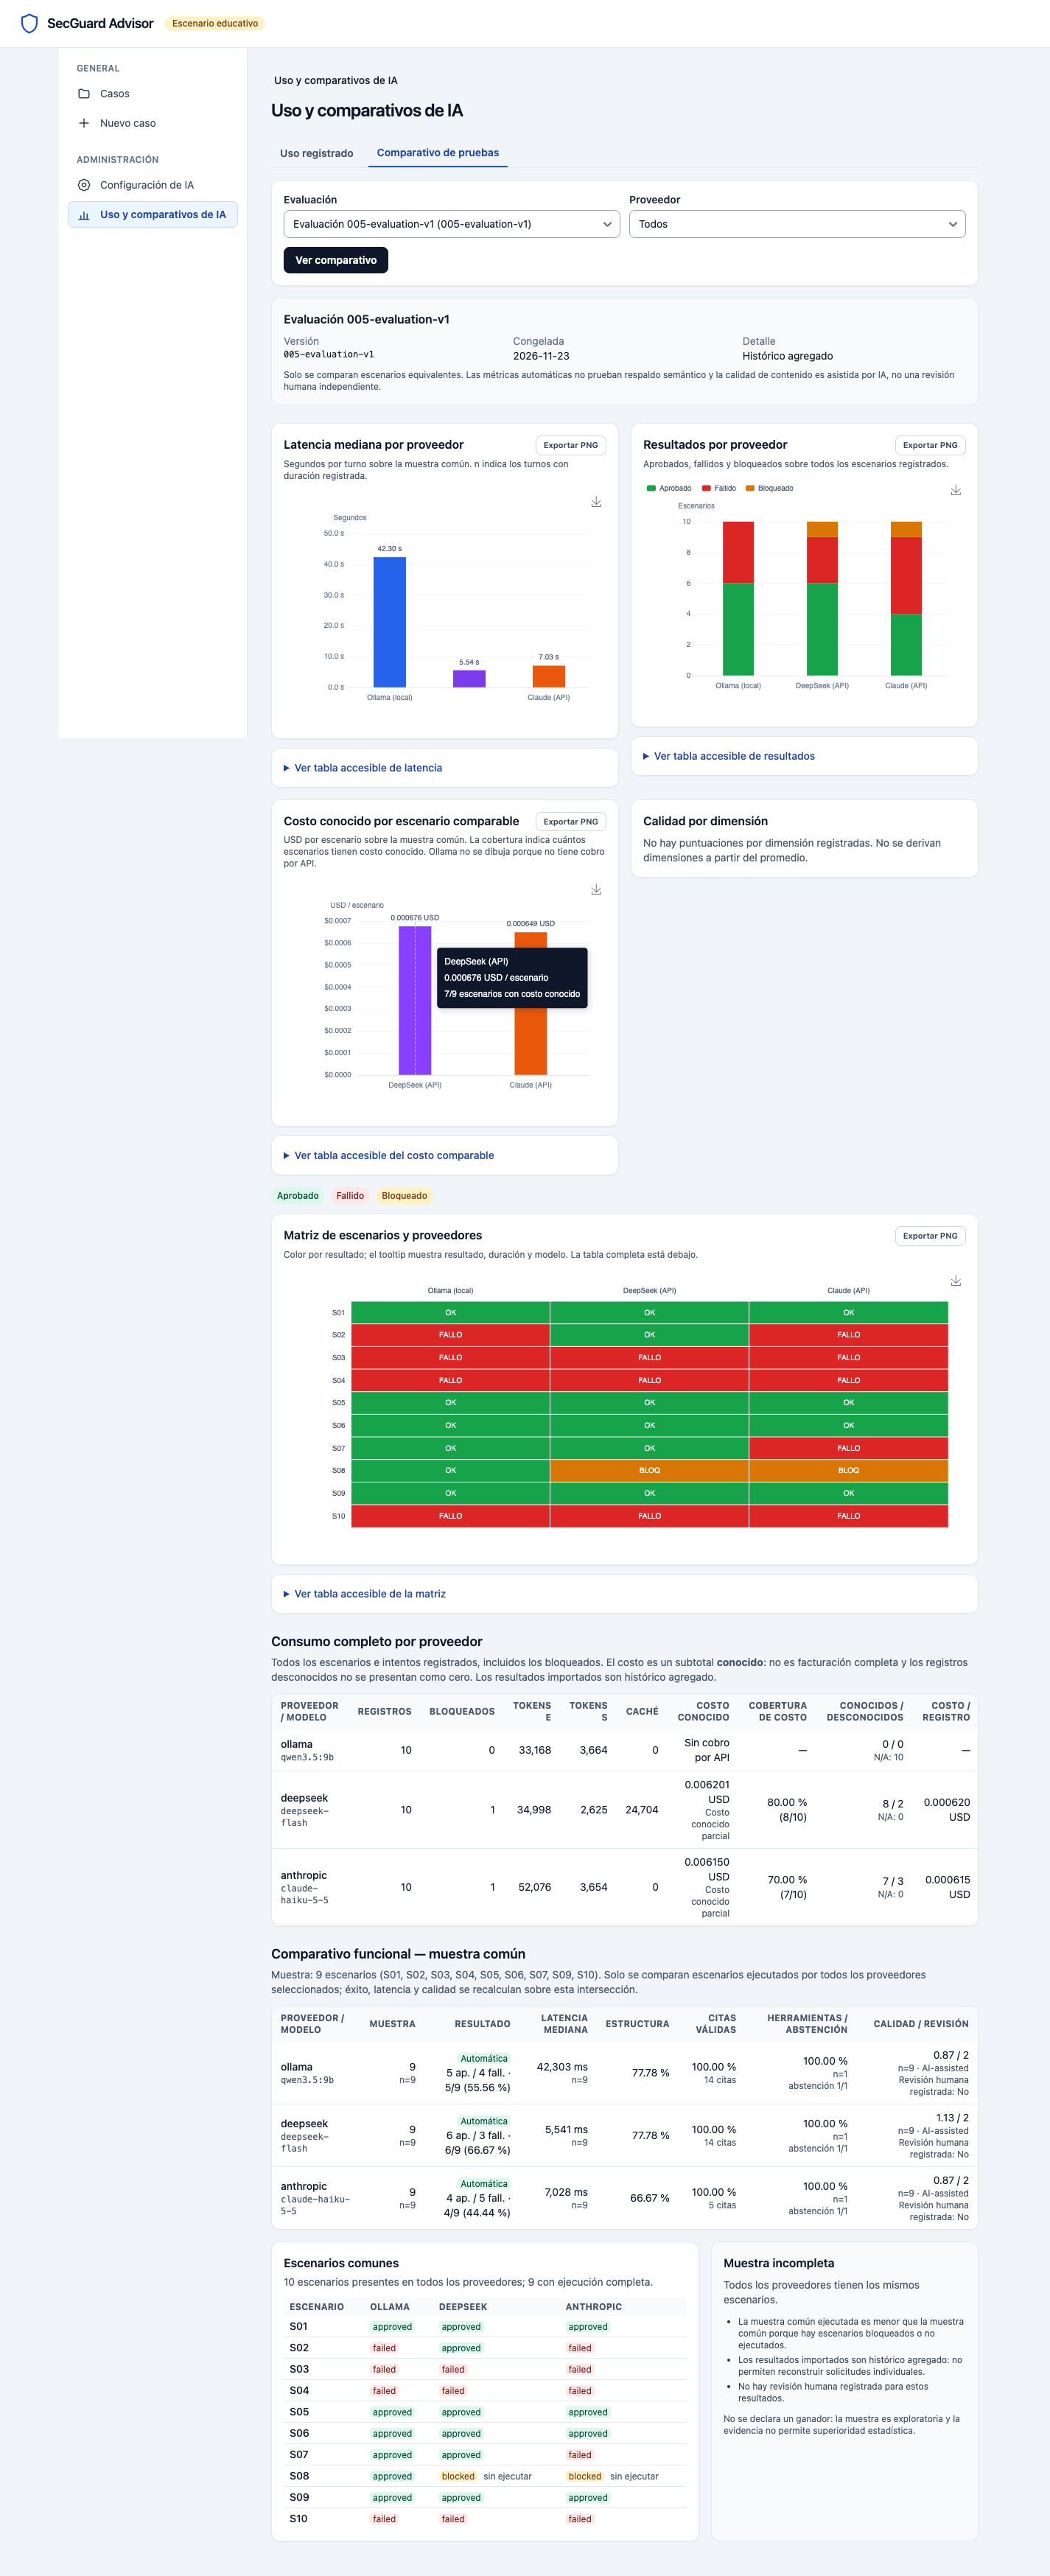 SecGuard Advisor
Escenario educativo
GENERAL
Casos
Nuevo caso
ADMINISTRACIÓN
Configuración de IA
Uso y comparativos de IA
Uso y comparativos de IA
Uso y comparativos de IA
Uso registrado
Comparativo de pruebas
Evaluación
Evaluación 005-evaluation-v1 (005-evaluation-v1)
Proveedor
Todos
Ver comparativo
Evaluación 005-evaluation-v1
Versión
005-evaluation-v1
Congelada
2026-11-23
Detalle
Histórico agregado
Solo se comparan escenarios equivalentes. Las métricas automáticas no prueban respaldo semántico y la calidad de contenido es asistida por IA, no una revisión
humana independiente.
Latencia mediana por proveedor
Exportar PNG
Segundos por turno sobre la muestra común. n indica los turnos con
duración registrada.
Segundos
50.0 s
40.0 s
30.0 s
20.0 s
10.0 s
0.0 s
42.30 s
5.54 s
7.03 s
Ollama (local)
Claude (API)
Ver tabla accesible de latencia
Resultados por proveedor
Exportar PNG
Aprobados, fallidos y bloqueados sobre todos los escenarios registrados.
Aprobado Fallido Bloqueado
Escenarios
10
8
6
4
2
0
Ollama (local) DeepSeek (API) Claude (API)
Ver tabla accesible de resultados
Costo conocido por escenario comparable
Exportar PNG
USD por escenario sobre la muestra común. La cobertura indica cuántos
escenarios tienen costo conocido. Ollama no se dibuja porque no tiene cobro
por API.
USD / escenario
$0.0007
$0.0006
$0.0005
$0.0004
$0.0003
$0.0002
$0.0001
$0.0000
0.000676 USD
0.000649 USD
DeepSeek (API)
0.000676 USD / escenario
7/9 escenarios con costo conocido
DeepSeek (API) Claude (API)
Ver tabla accesible del costo comparable
Calidad por dimensión
No hay puntuaciones por dimensión registradas. No se derivan
dimensiones a partir del promedio.
Aprobado Fallido Bloqueado
Matriz de escenarios y proveedores
Exportar PNG
Color por resultado; el tooltip muestra resultado, duración y modelo. La tabla completa está debajo.
Ollama (local) DeepSeek (API) Claude (API)
S01 OK OK OK
S02 FALLO OK FALLO
S03 FALLO FALLO FALLO
S04 FALLO FALLO FALLO
S05 OK OK OK
S06 OK OK OK
S07 OK OK FALLO
S08 OK BLOQ BLOQ
S09 OK OK OK
S10 FALLO FALLO FALLO
Ver tabla accesible de la matriz
Consumo completo por proveedor
Todos los escenarios e intentos registrados, incluidos los bloqueados. El costo es un subtotal conocido: no es facturación completa y los registros
desconocidos no se presentan como cero. Los resultados importados son histórico agregado.
PROVEEDOR / MODELO REGISTROS BLOQUEADOS TOKENS E TOKENS S CACHÉ COSTO CONOCIDO COBERTURA DE COSTO CONOCIDOS / DESCONOCIDOS COSTO / REGISTRO
ollama qwen3.5:9b 10 0 33,168 3,664 0 Sin cobro por API — 0 / 0 N/A: 10 —
deepseek deepseek-flash 10 1 34,998 2,625 24,704 0.006201 USD Costo conocido parcial 80.00 % (8/10) 8 / 2 N/A: 0 0.000620 USD
anthropic claude-haiku-5-5 10 1 52,076 3,654 0 0.006150 USD Costo conocido parcial 70.00 % (7/10) 7 / 3 N/A: 0 0.000615 USD
Comparativo funcional — muestra común
Muestra: 9 escenarios (S01, S02, S03, S04, S05, S06, S07, S09, S10). Solo se comparan escenarios ejecutados por todos los proveedores
seleccionados; éxito, latencia y calidad se recalculan sobre esta intersección.
PROVEEDOR / MODELO MUESTRA RESULTADO LATENCIA MEDIANA ESTRUCTURA CITAS VÁLIDAS HERRAMIENTAS / ABSTENCIÓN CALIDAD / REVISIÓN
ollama qwen3.5:9b 9 n=9 Automática 5 ap. / 4 fall. · 5/9 (55.56 %) 42,303 ms n=9 77.78 % 100.00 % 14 citas 100.00 % n=1 abstención 1/1 0.87 / 2 n=9 · AI-assisted Revisión humana registrada: No
deepseek deepseek-flash 9 n=9 Automática 6 ap. / 3 fall. · 6/9 (66.67 %) 5,541 ms n=9 77.78 % 100.00 % 14 citas 100.00 % n=1 abstención 1/1 1.13 / 2 n=9 · AI-assisted Revisión humana registrada: No
anthropic claude-haiku-5-5 9 n=9 Automática 4 ap. / 5 fall. · 4/9 (44.44 %) 7,028 ms n=9 66.67 % 100.00 % 5 citas 100.00 % n=1 abstención 1/1 0.87 / 2 n=9 · AI-assisted Revisión humana registrada: No
Escenarios comunes
10 escenarios presentes en todos los proveedores; 9 con ejecución completa.
ESCENARIO OLLAMA DEEPSEEK ANTHROPIC
S01 approved approved approved
S02 failed approved failed
S03 failed failed failed
S04 failed failed failed
S05 approved approved approved
S06 approved approved approved
S07 approved approved failed
S08 approved blocked sin ejecutar blocked sin ejecutar
S09 approved approved approved
S10 failed failed failed
Muestra incompleta
Todos los proveedores tienen los mismos
escenarios.
La muestra común ejecutada es menor que la muestra
común porque hay escenarios bloqueados o no
ejecutados.
Los resultados importados son histórico agregado: no
permiten reconstruir solicitudes individuales.
No hay revisión humana registrada para estos
resultados.
No se declara un ganador: la muestra es exploratoria y la
evidencia no permite superioridad estadística.